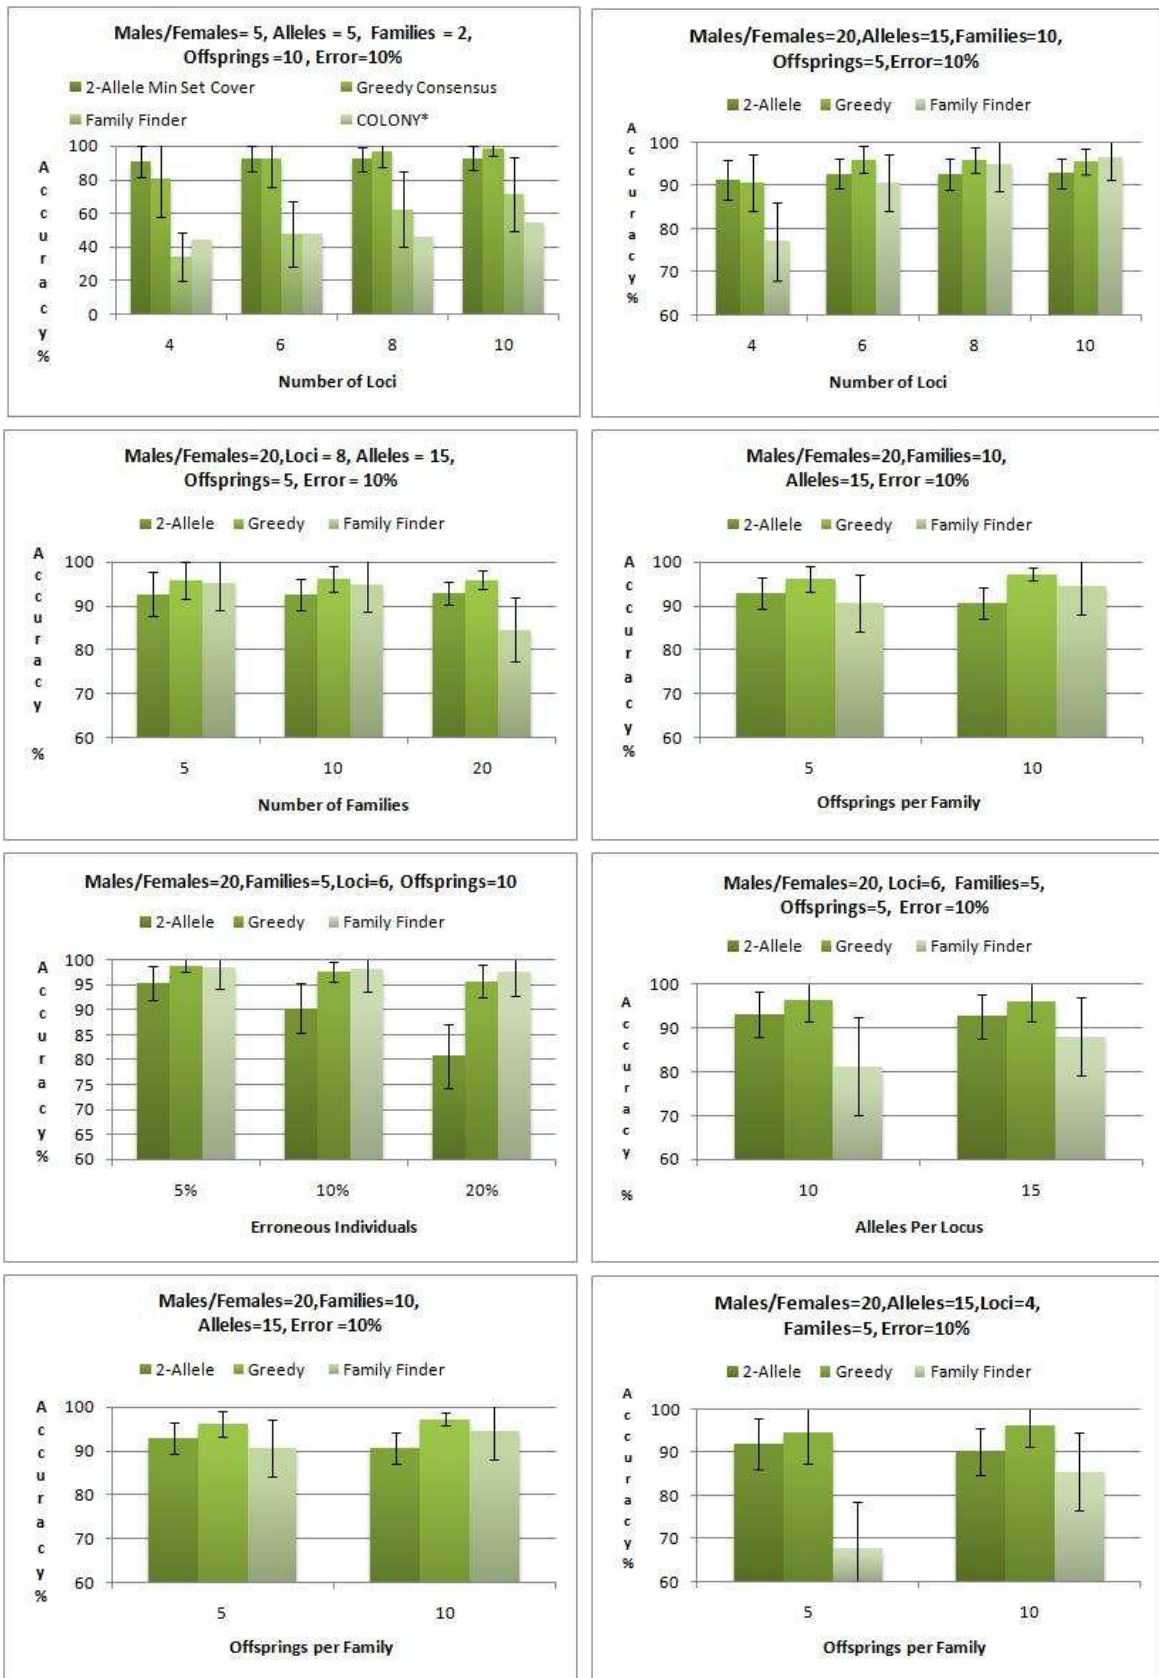 Males/Females= 5, Alleles = 5, Families = 2,
Offsprings =10 , Error=10%
2-Allele Min Set Cover Greedy Consensus
Family Finder COLONY*
Accuracy %
100
80
60
40
20
0
4 6 8 10
Number of Loci
Males/Females=20,Alleles=15,Families=10,
Offsprings=5,Error=10%
2-Allele Greedy Family Finder
Accuracy%
100
90
80
70
60
4 6 8 10
Number of Loci
Males/Females=20,Loci = 8, Alleles = 15,
Offsprings= 5, Error = 10%
2-Allele Greedy Family Finder
Accuracy %
100
90
80
70
60
5 10 20
Number of Families
Males/Females=20,Families=10,
Alleles=15, Error =10%
2-Allele Greedy Family Finder
Accuracy%
100
90
80
70
60
5 10
Offsprings per Family
Males/Females=20,Families=5,Loci=6, Offsprings=10
2-Allele Greedy Family Finder
Accuracy%
100
95
90
85
80
75
70
65
60
5% 10% 20%
Erroneous Individuals
Males/Females=20, Loci=6, Families=5,
Offsprings=5, Error =10%
2-Allele Greedy Family Finder
Accuracy %
100
90
80
70
60
10 15
Alleles Per Locus
Males/Females=20,Families=10,
Alleles=15, Error =10%
2-Allele Greedy Family Finder
Accuracy%
100
90
80
70
60
5 10
Offsprings per Family
Males/Females=20,Alleles=15,Loci=4,
Familes=5, Error=10%
2-Allele Greedy Family Finder
Accuracy%
100
90
80
70
60
5 10
Offsprings per Family